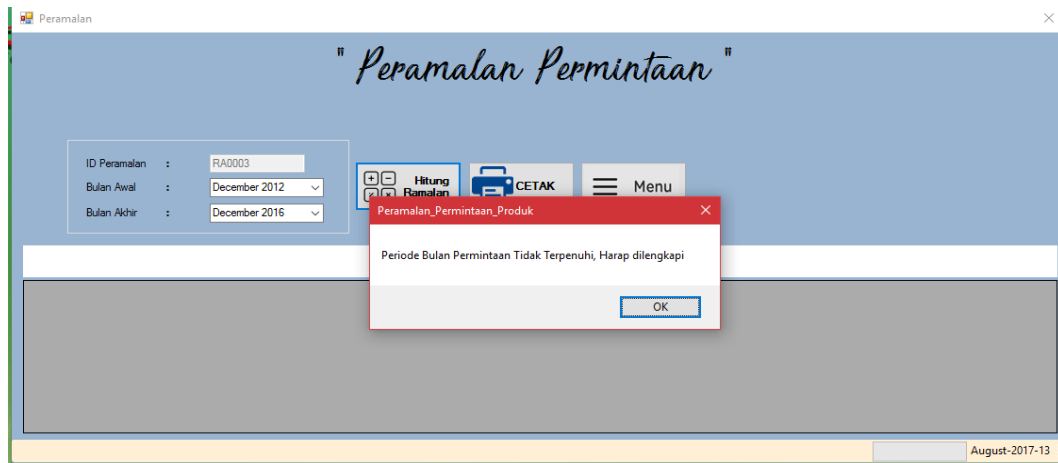 Peramalan
" Peramalan Permintaan "
ID Peramalan : RA0003
Bulan Awal : December 2012
Bulan Akhir : December 2016
Hitung
Ramalan
CETAK
Menu
Peramalan_Permintaan_Produk
Periode Bulan Permintaan Tidak Terpenuhi, Harap dilengkapi
OK
August-2017-13